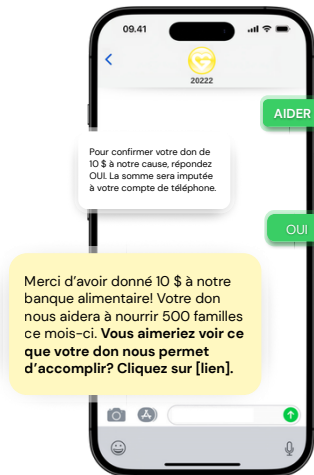 09.41
20222
AIDER
Pour confirmer votre don de
10 $ à notre cause, répondez
OUI. La somme sera imputée
à votre compte de téléphone.
OUI
Merci d'avoir donné 10 $ à notre
banque alimentaire! Votre don
nous aidera à nourrir 500 familles
ce mois-ci. Vous aimeriez voir ce
que votre don nous permet
d'accomplir? Cliquez sur [lien].